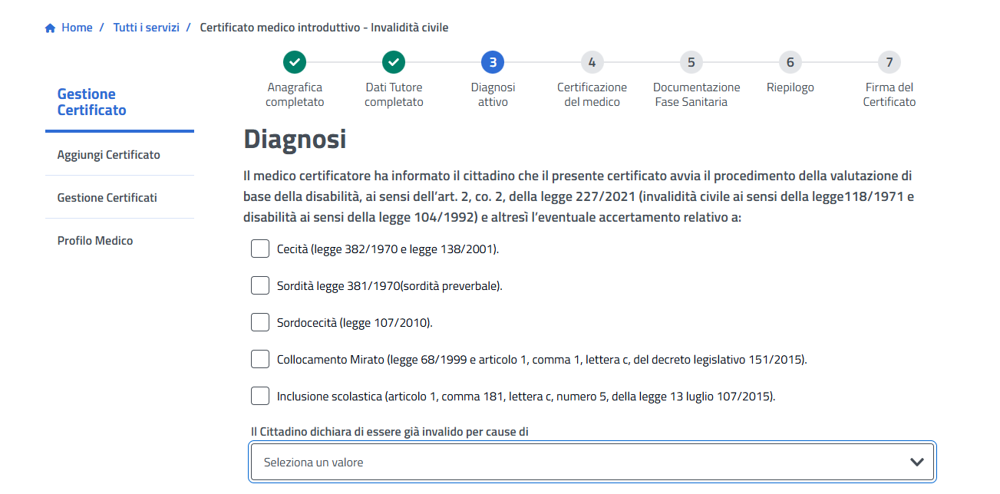 Home / Tutti i servizi / Certificato medico introduttivo - Invalidità civile
3 4 5 6 7
Anagrafica completato
Dati Tutore completato
Diagnosi attivo
Certificazione del medico
Documentazione Fase Sanitaria
Riepilogo
Firma del Certificato
Gestione
Certificato
Aggiungi Certificato
Gestione Certificati
Profilo Medico
Diagnosi
Il medico certificatore ha informato il cittadino che il presente certificato avvia il procedimento della valutazione di
base della disabilità, ai sensi dell’art. 2, co. 2, della legge 227/2021 (invalidità civile ai sensi della legge118/1971 e
disabilità ai sensi della legge 104/1992) e altresì l’eventuale accertamento relativo a:
Cecità (legge 382/1970 e legge 138/2001).
Sordità legge 381/1970(sordità preverbale).
Sordocecità (legge 107/2010).
Collocamento Mirato (legge 68/1999 e articolo 1, comma 1, lettera c, del decreto legislativo 151/2015).
Inclusione scolastica (articolo 1, comma 181, lettera c, numero 5, della legge 13 luglio 107/2015).
Il Cittadino dichiara di essere già invalido per cause di
Seleziona un valore